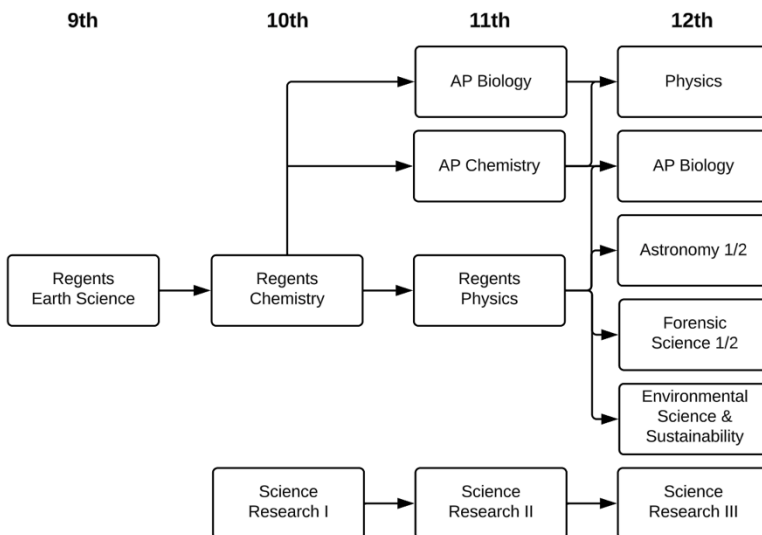 9th
10th
11th
12th
AP Biology
Physics
AP Chemistry
AP Biology
Astronomy 1/2
Regents
Earth Science
Regents
Chemistry
Regents
Physics
Forensic
Science 1/2
Environmental
Science &
Sustainability
Science
Research I
Science
Research II
Science
Research III